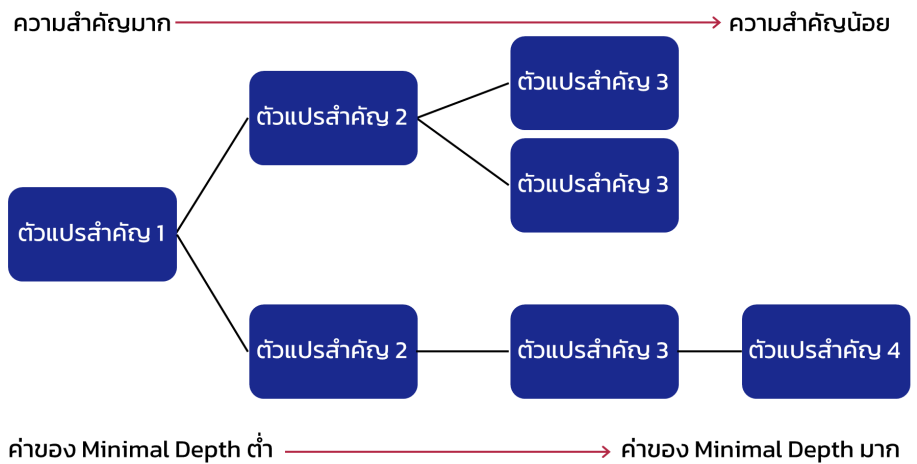 ความสำคัญมาก
ความสำคัญน้อย
ตัวแปรสำคัญ 3
ตัวแปรสำคัญ 2
ตัวแปรสำคัญ 3
ตัวแปรสำคัญ 1
ตัวแปรสำคัญ 2
ตัวแปรสำคัญ 3
ตัวแปรสำคัญ 4
ค่าของ Minimal Depth ต่ำ
ค่าของ Minimal Depth มาก